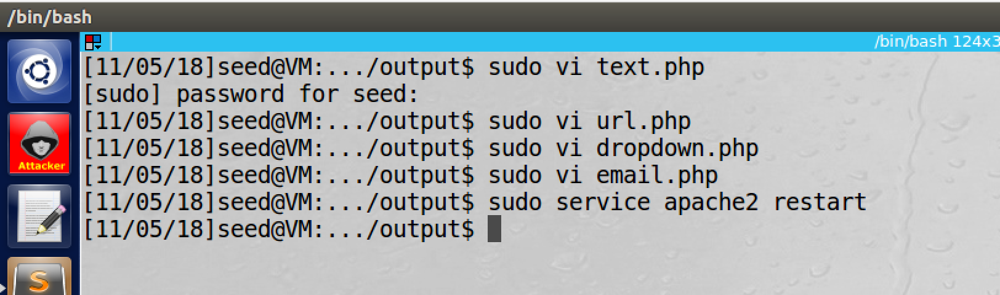 /bin/bash
/bin/bash 124x3
[11/05/18]seed@VM:.../output$ sudo vi text.php
[sudo] password for seed:
[11/05/18]seed@VM:.../output$ sudo vi url.php
[11/05/18]seed@VM:.../output$ sudo vi dropdown.php
[11/05/18]seed@VM:.../output$ sudo vi email.php
[11/05/18]seed@VM:.../output$ sudo service apache2 restart
[11/05/18]seed@VM:.../output$
Attacker
S